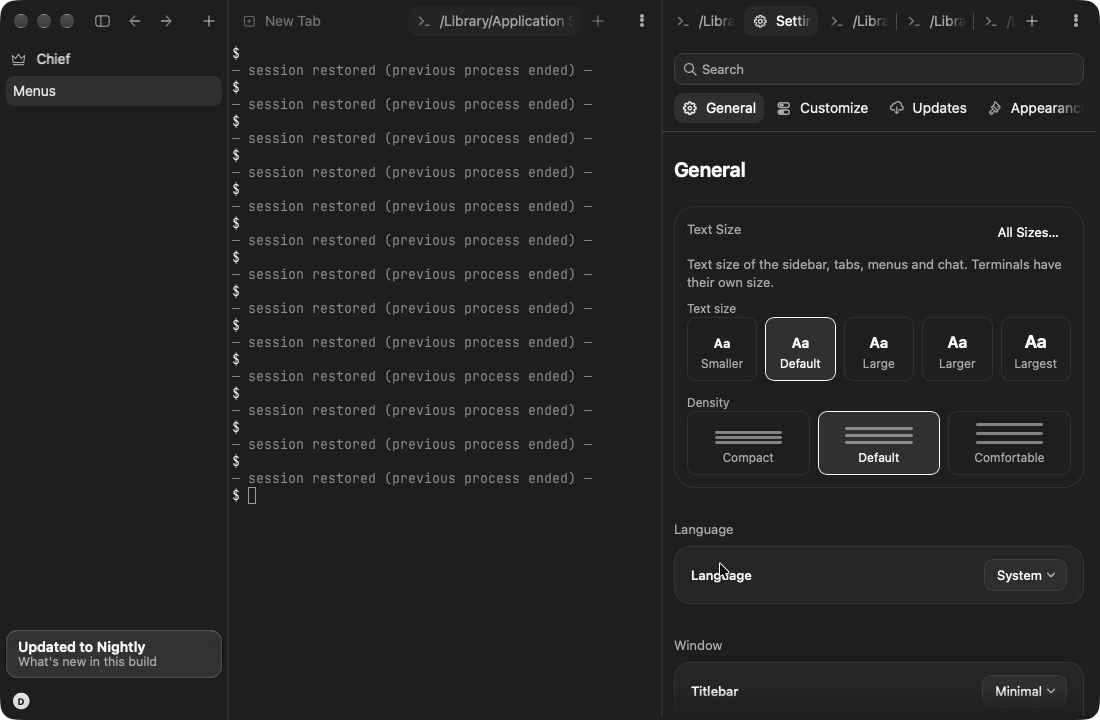 New Tab
/Library/Application
Setti
Chief
Menus
$
— session restored (previous process ended) —
$
— session restored (previous process ended) —
$
— session restored (previous process ended) —
$
— session restored (previous process ended) —
$
— session restored (previous process ended) —
$
— session restored (previous process ended) —
$
— session restored (previous process ended) —
$
— session restored (previous process ended) —
$
— session restored (previous process ended) —
$
— session restored (previous process ended) —
$
— session restored (previous process ended) —
$
— session restored (previous process ended) —
$
— session restored (previous process ended) —
$
Updated to Nightly
What's new in this build
D
/Libra
/Libra
/Libra
Search
General
Customize
Updates
Appearanc
General
Text Size
All Sizes...
Text size of the sidebar, tabs, menus and chat. Terminals have
their own size.
Text size
Aa Aa Aa Aa Aa
Smaller Default Large Larger Largest
Density
Compact Default Comfortable
Language
Language
System
Window
Titlebar
Minimal